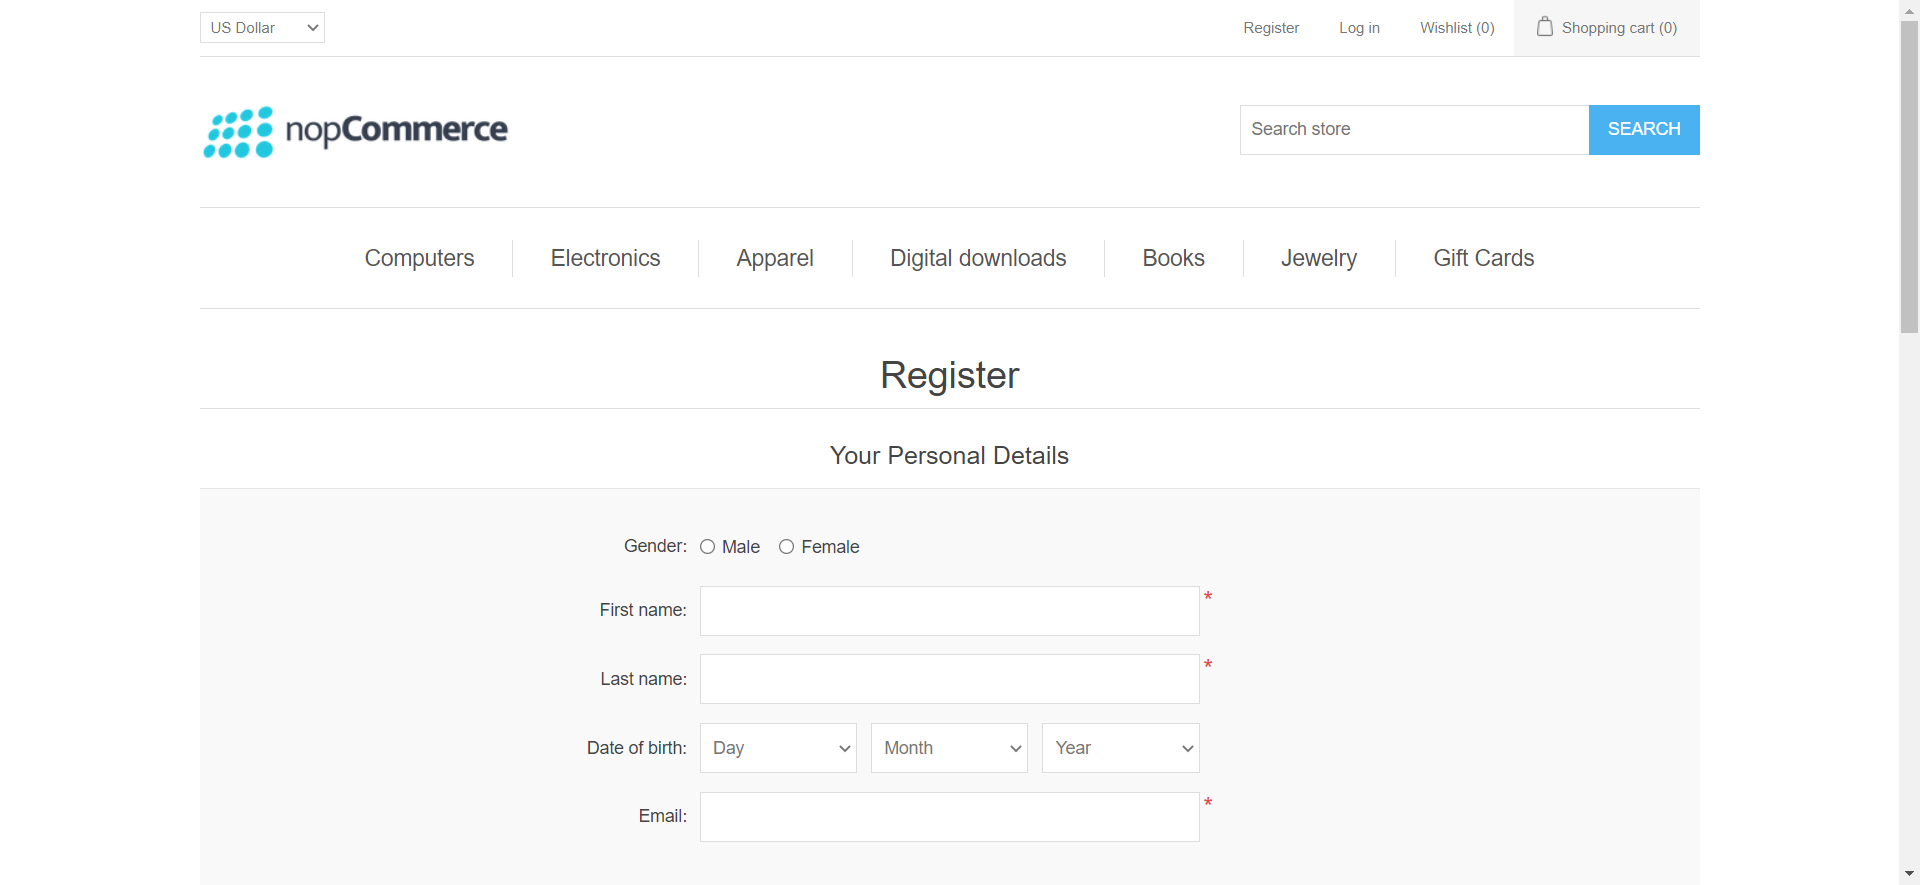 US Dollar
Register Log in Wishlist (0) Shopping cart (0)
nopCommerce
Search store SEARCH
Computers Electronics Apparel Digital downloads Books Jewelry Gift Cards
Register
Your Personal Details
Gender: Male Female
First name: *
Last name: *
Date of birth: Day Month Year
Email: *